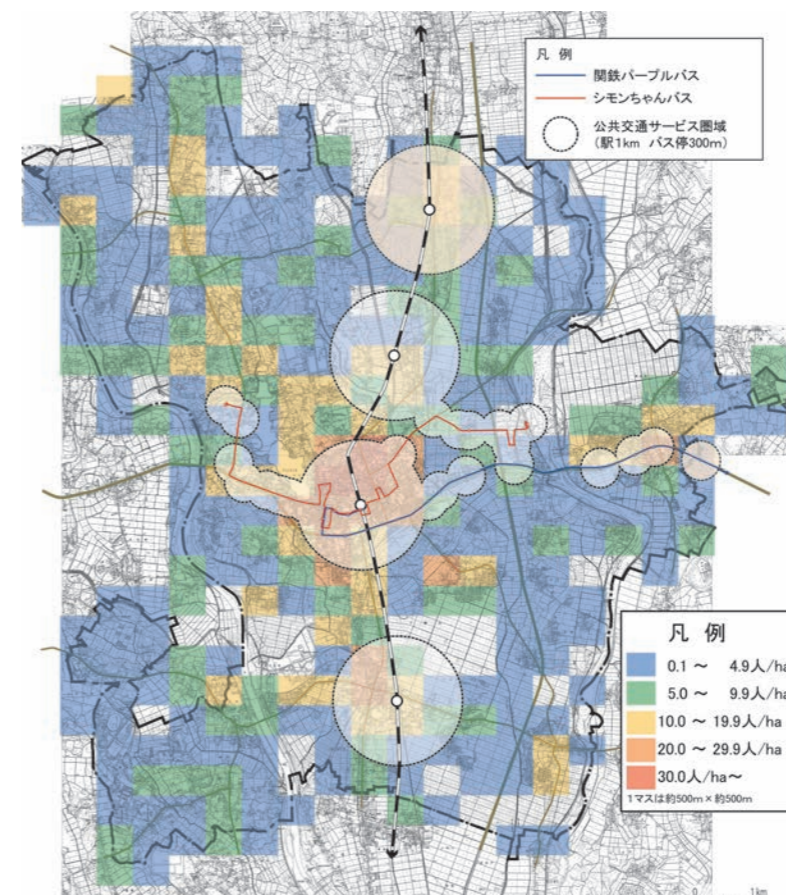 凡 例
関鉄パープルバス
シモンちゃんバス
公共交通サービス圏域
(駅1km バス停300m)
凡 例
0.1 ～ 4.9人/ha
5.0 ～ 9.9人/ha
10.0 ～ 19.9人/ha
20.0 ～ 29.9人/ha
30.0人/ha～
1マスは約500m×約500m
0 1km